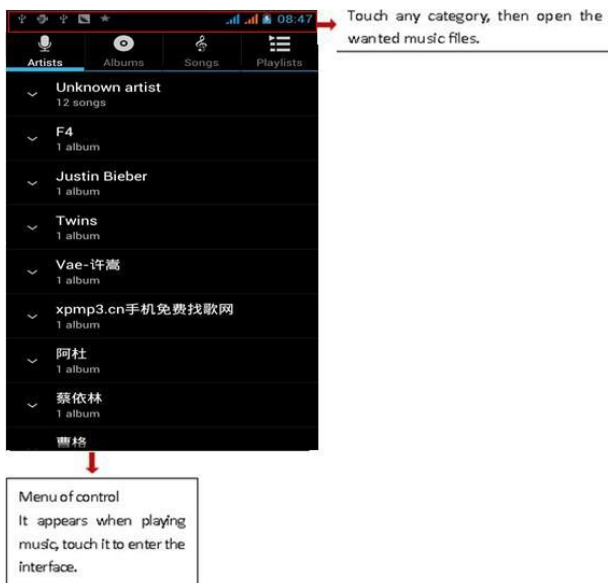 08:47
Touch any category, then open the
wanted music files.
Artists Albums Songs Playlists
Unknown artist
12 songs
F4
1 album
Justin Bieber
1 album
Twins
1 album
Vae-许嵩
1 album
xpmp3.cn手机免费找歌网
1 album
阿杜
1 album
蔡依林
1 album
曹格
Menu of control
It appears when playing
music, touch it to enter the
interface.